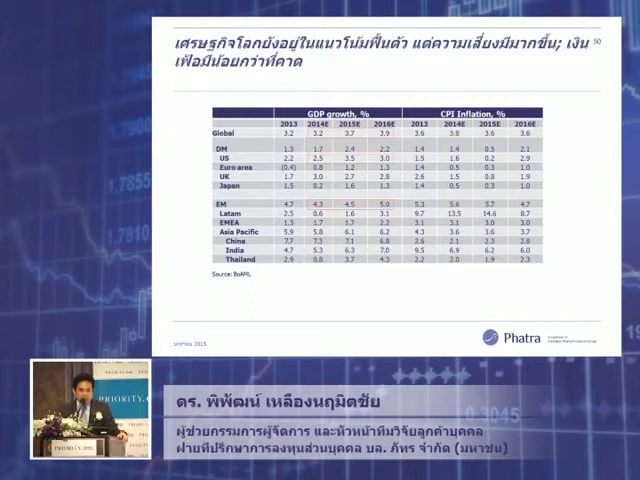 เศรษฐกิจโลกยังอยู่ในแนวโน้มฟื้นตัว แต่ความเสี่ยงมีมากขึ้น; เงิน
เฟ้อมีน้อยกว่าที่คาด
50
GDP growth, % CPI Inflation, %
2013 2014E 2015E 2016E 2013 2014E 2015E 2016E
Global 3.2 3.2 3.7 3.9 3.6 3.8 3.6 3.6
DM 1.3 1.7 2.4 2.2 1.4 1.4 0.5 2.1
US 2.2 2.5 3.5 3.0 1.5 1.6 0.2 2.9
Euro area (0.4) 0.8 1.2 1.3 1.4 0.5 0.3 1.0
UK 1.7 3.0 2.7 2.8 2.6 1.5 0.8 1.9
Japan 1.5 0.2 1.6 1.3 1.4 0.5 0.3 1.0
EM 4.7 4.3 4.5 5.0 5.3 5.6 5.7 4.7
Latam 2.5 0.6 1.6 3.1 9.7 13.5 14.6 8.7
EMEA 1.3 1.7 1.7 2.2 3.1 3.1 3.0 3.0
Asia Pacific 5.9 5.8 6.1 6.2 4.3 3.6 3.6 3.7
China 7.7 7.3 7.1 6.8 2.6 2.1 2.3 2.8
India 4.7 5.3 6.3 7.0 9.5 6.9 6.2 6.0
Thailand 2.9 0.8 3.7 4.3 2.2 2.0 1.9 2.3
Source: BoAML
มกราคม 2015
Phatra
1.7855
1.7810
0.3045
PRIORITY.
ดร. พิพัฒน์ เหลืองนฤมิตชัย
ผู้ช่วยกรรมการผู้จัดการ และหัวหน้าทีมวิจัยลูกค้าบุคคล
ฝ่ายที่ปรึกษาการลงทุนส่วนบุคคล บล. ภัทร จำกัด (มหาชน)